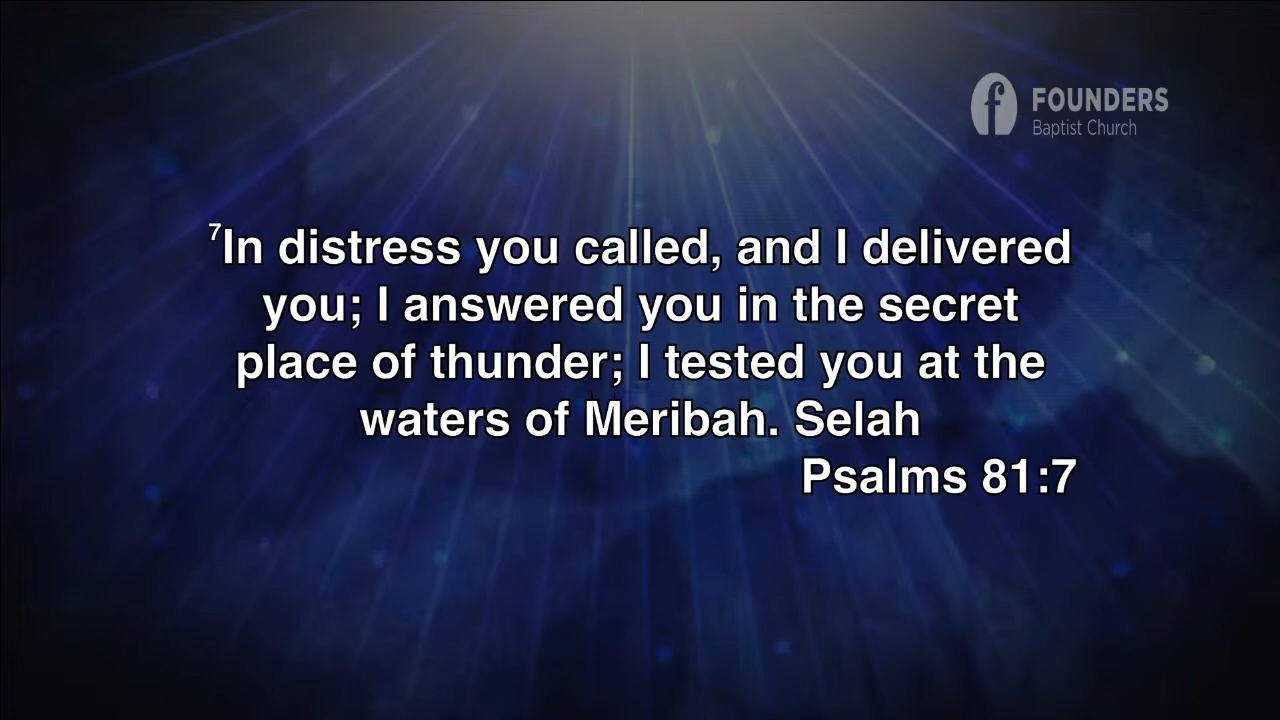 FOUNDERS
Baptist Church
7In distress you called, and I delivered
you; I answered you in the secret
place of thunder; I tested you at the
waters of Meribah. Selah
Psalms 81:7